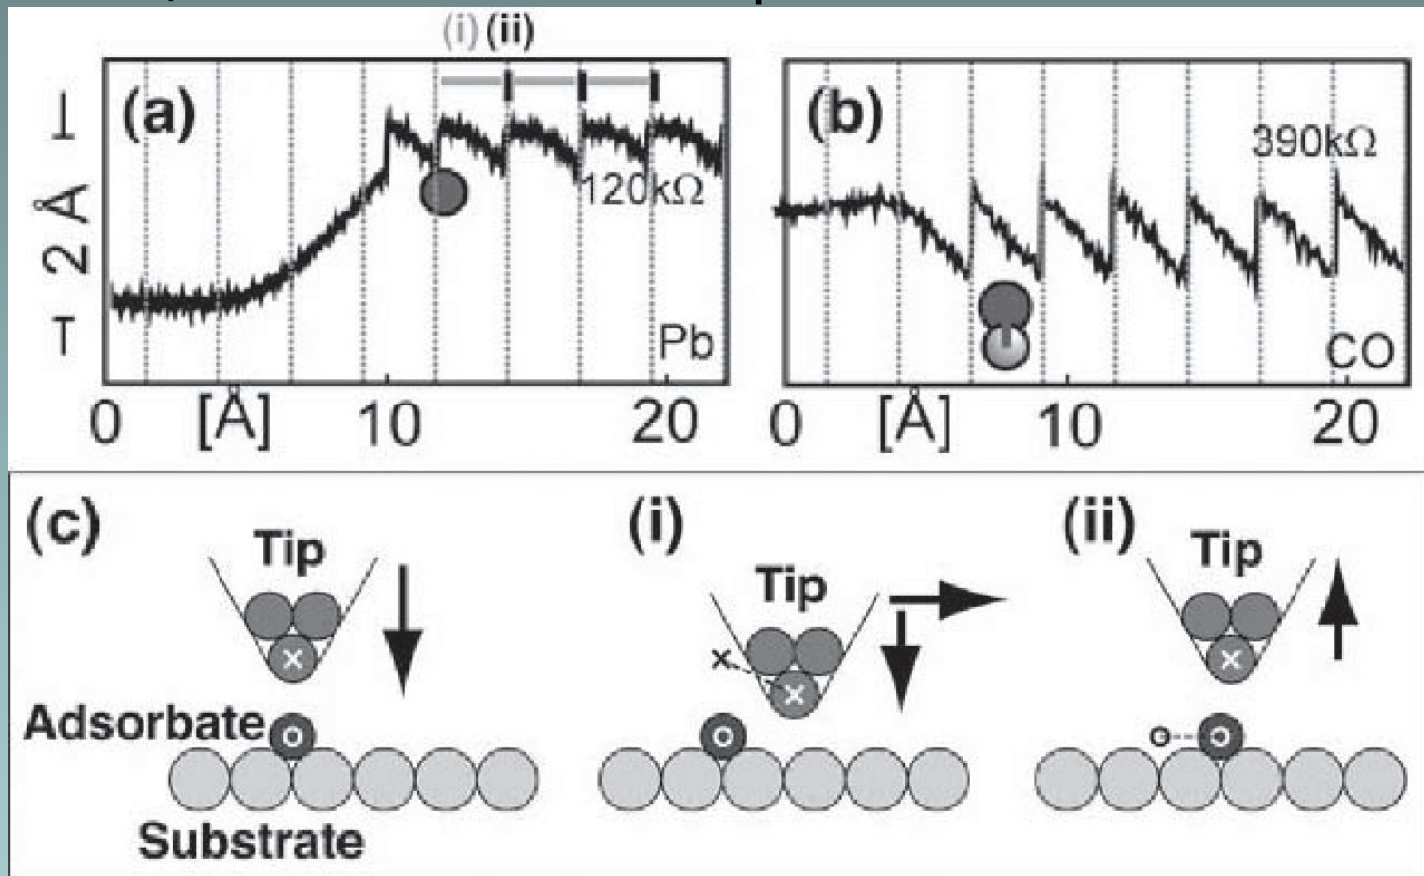 (i) (ii)
(a)
2 Å
120kΩ
Pb
0 [Å] 10 20
(b)
390kΩ
CO
0 [Å] 10 20
(c)
Tip
Adsorbate
Substrate
(i)
Tip
(ii)
Tip